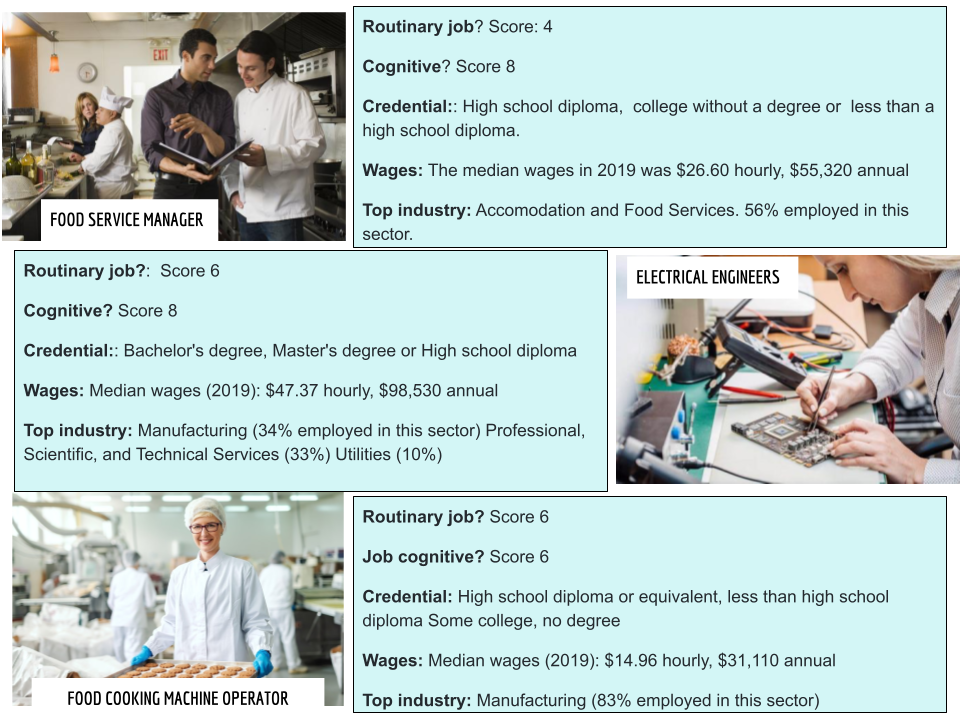 EXIT
FOOD SERVICE MANAGER
Routinary job? Score: 4
Cognitive? Score 8
Credential:: High school diploma,  college without a degree or  less than a
high school diploma.
Wages: The median wages in 2019 was $26.60 hourly, $55,320 annual
Top industry: Accomodation and Food Services. 56% employed in this
sector.
Routinary job?:  Score 6
Cognitive? Score 8
Credential:: Bachelor's degree, Master's degree or High school diploma
Wages: Median wages (2019): $47.37 hourly, $98,530 annual
Top industry: Manufacturing (34% employed in this sector) Professional,
Scientific, and Technical Services (33%) Utilities (10%)
ELECTRICAL ENGINEERS
FOOD COOKING MACHINE OPERATOR
Routinary job? Score 6
Job cognitive? Score 6
Credential: High school diploma or equivalent, less than high school
diploma Some college, no degree
Wages: Median wages (2019): $14.96 hourly, $31,110 annual
Top industry: Manufacturing (83% employed in this sector)